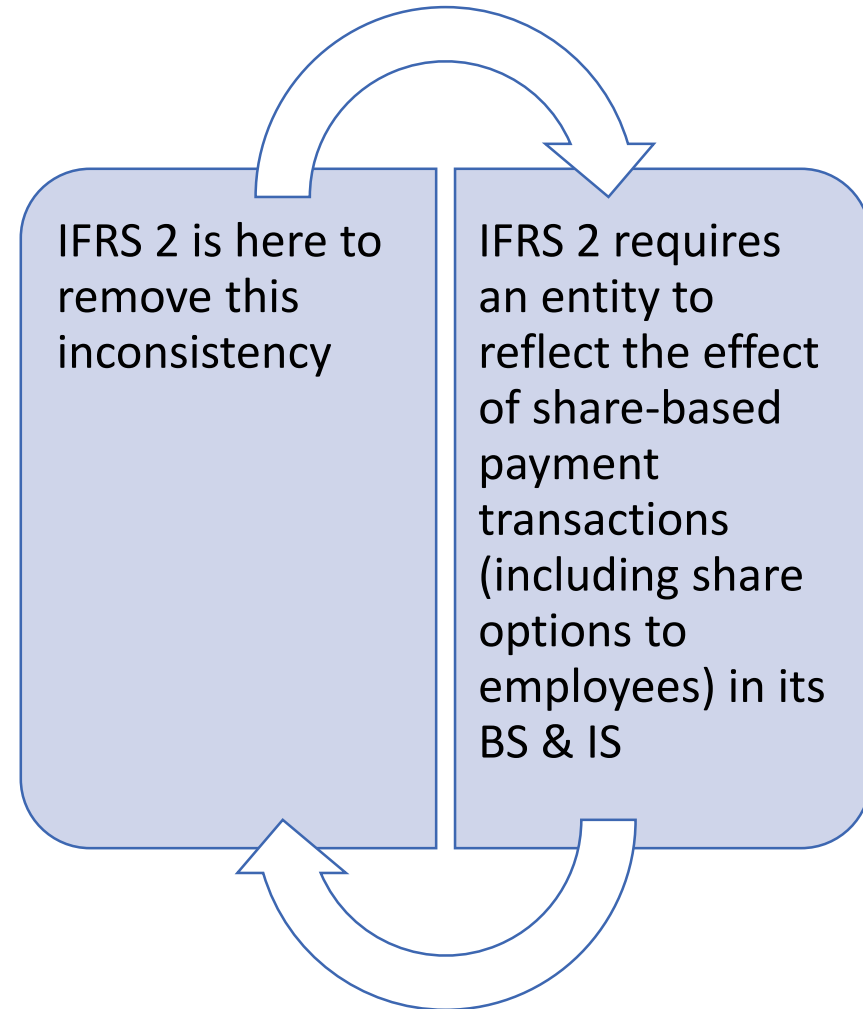 IFRS 2 is here to
remove this
inconsistency
IFRS 2 requires
an entity to
reflect the effect
of share-based
payment
transactions
(including share
options to
employees) in its
BS & IS